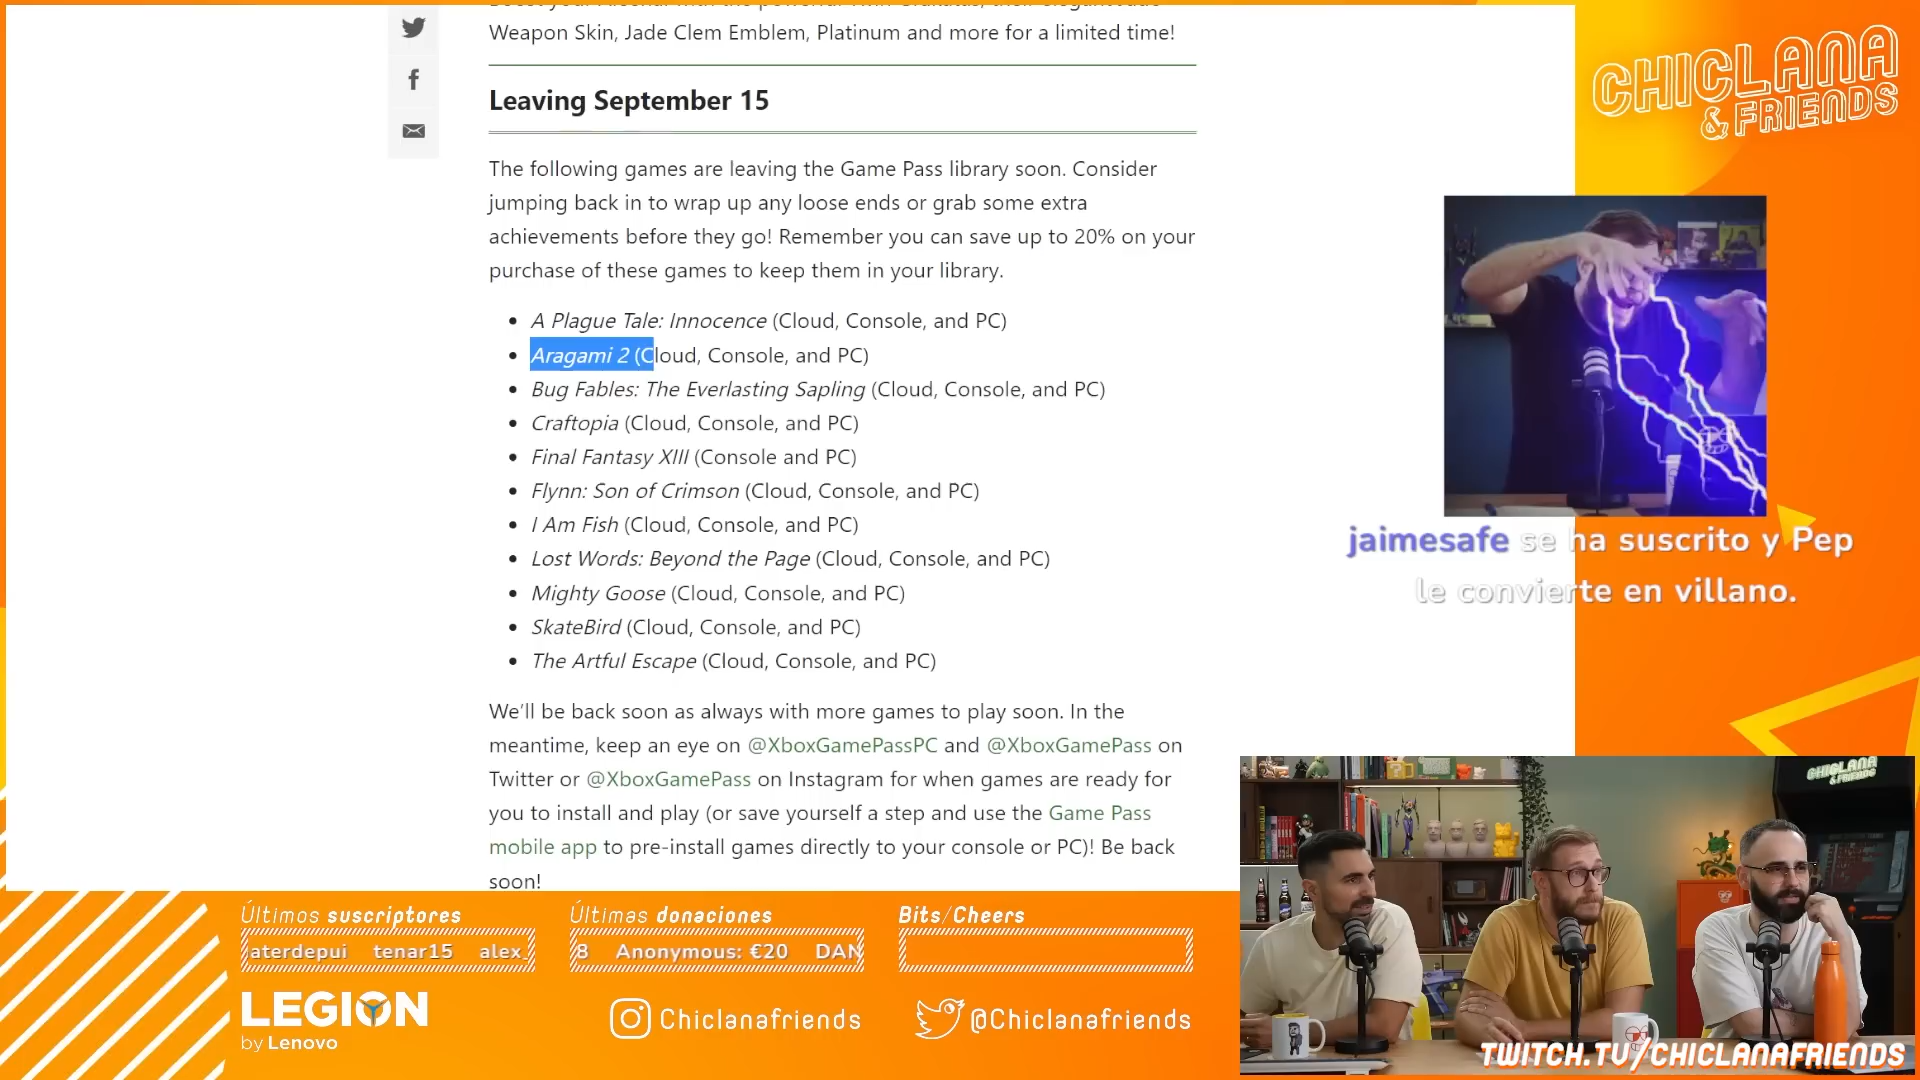 Weapon Skin, Jade Clem Emblem, Platinum and more for a limited time!
Leaving September 15
The following games are leaving the Game Pass library soon. Consider
jumping back in to wrap up any loose ends or grab some extra
achievements before they go! Remember you can save up to 20% on your
purchase of these games to keep them in your library.
A Plague Tale: Innocence (Cloud, Console, and PC)
Aragami 2 (Cloud, Console, and PC)
Bug Fables: The Everlasting Sapling (Cloud, Console, and PC)
Craftopia (Cloud, Console, and PC)
Final Fantasy XIII (Console and PC)
Flynn: Son of Crimson (Cloud, Console, and PC)
I Am Fish (Cloud, Console, and PC)
Lost Words: Beyond the Page (Cloud, Console, and PC)
Mighty Goose (Cloud, Console, and PC)
SkateBird (Cloud, Console, and PC)
The Artful Escape (Cloud, Console, and PC)
We'll be back soon as always with more games to play soon. In the
meantime, keep an eye on @XboxGamePassPC and @XboxGamePass on
Twitter or @XboxGamePass on Instagram for when games are ready for
you to install and play (or save yourself a step and use the Game Pass
mobile app to pre-install games directly to your console or PC)! Be back
soon!
CHICLANA
& FRIENDS
jaimesafe se ha suscrito y Pep
le convierte en villano.
CHICLANA
& FRIENDS
Últimos suscriptores
aterdepui tenar15 alex_
Últimas donaciones
8 Anonymous: €20 DAN
Bits/Cheers
LEGION
by Lenovo
Chiclanafriends
@Chiclanafriends
TWITCH.TV/CHICLANAFRIENDS